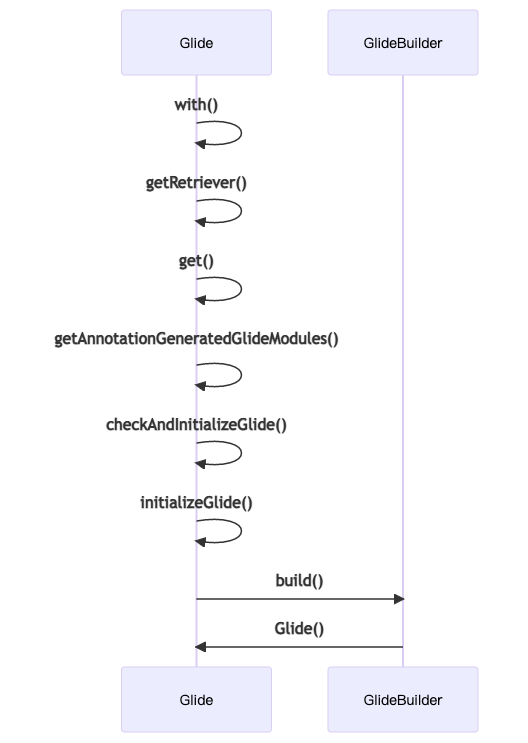 Glide
GlideBuilder
with()
getRetriever()
get()
getAnnotationGeneratedGlideModules()
checkAndInitializeGlide()
initializeGlide()
build()
Glide()
Glide
GlideBuilder